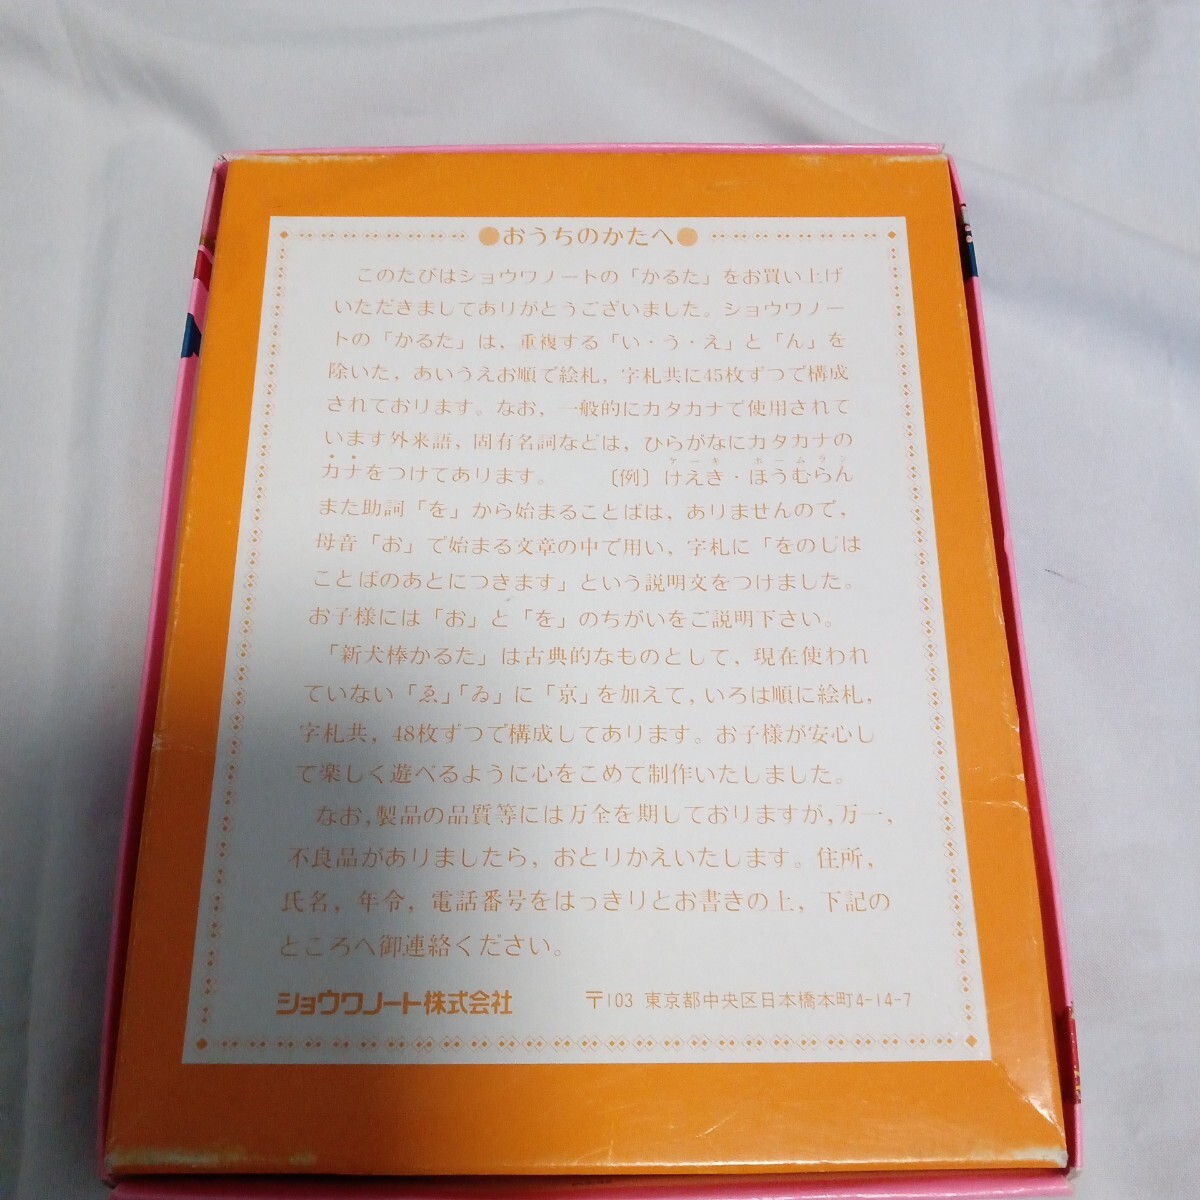 ●おうちのかたへ●
このたびはショウワノートの「かるた」をお買い上げ
いただきましてありがとうございました。ショウワノー
トの「かるた」は，重複する「い・う・え」と「ん」を
除いた，あいうえお順で絵札，字札共に45枚ずつで構成
されております。なお，一般的にカタカナで使用されて
います外来語，固有名詞などは，ひらがなにカタカナの
ケーキ ホームラン
カナをつけてあります。 〔例〕けえき・ほうむらん
また助詞「を」から始まることばは，ありませんので，
母音「お」で始まる文章の中で用い，字札に「をのじは
ことばのあとにつきます」という説明文をつけました。
お子様には「お」と「を」のちがいをご説明下さい。
「新犬棒かるた」は古典的なものとして，現在使われ
ていない「ゑ」「ゐ」に「京」を加えて，いろは順に絵札，
字札共，48枚ずつで構成してあります。お子様が安心し
て楽しく遊べるように心をこめて制作いたしました。
なお，製品の品質等には万全を期しておりますが，万一，
不良品がありましたら，おとりかえいたします。住所，
氏名，年令，電話番号をはっきりとお書きの上，下記の
ところへ御連絡ください。
ショウワノート株式会社 〒103 東京都中央区日本橋本町4-14-7